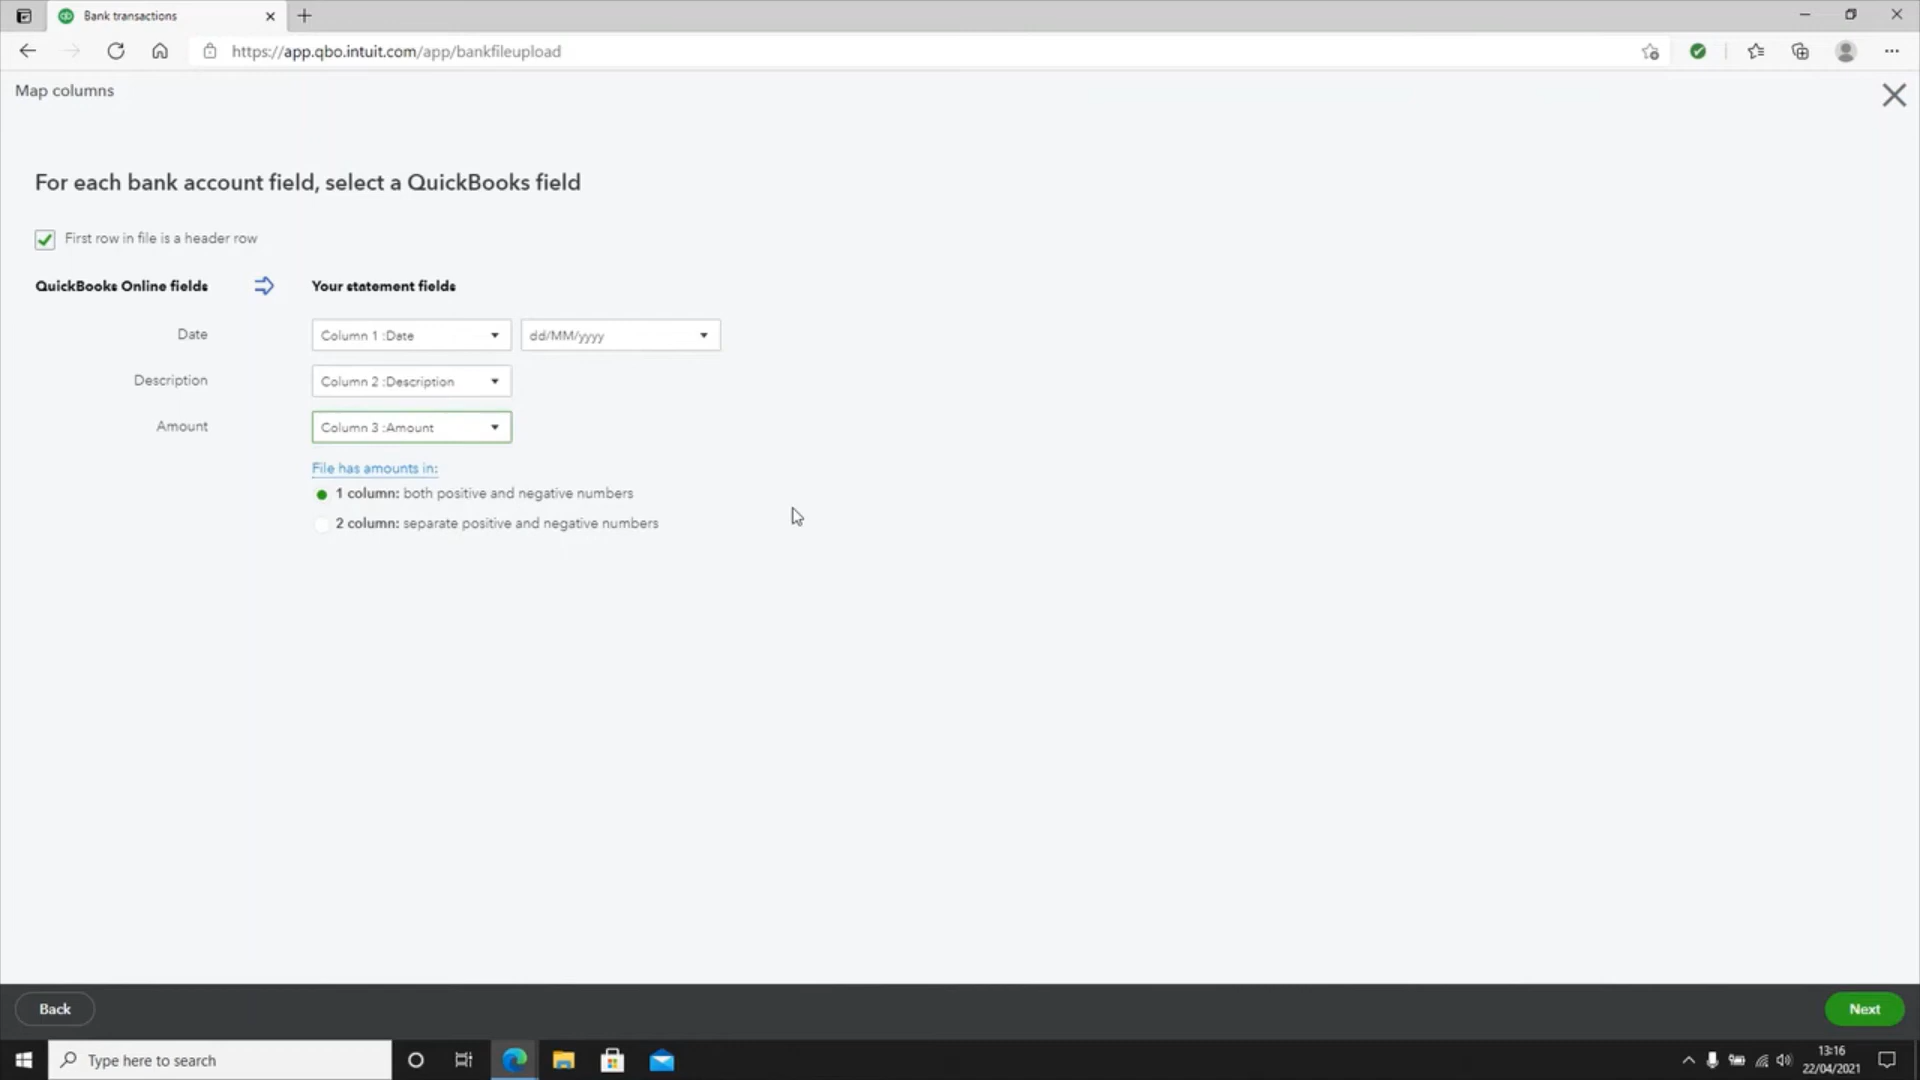 Bank transactions
https://app.qbo.intuit.com/app/bankfileupload
Map columns
For each bank account field, select a QuickBooks field
First row in file is a header row
QuickBooks Online fields
Your statement fields
Date
Column 1 :Date
dd/MM/yyyy
Description
Column 2 :Description
Amount
Column 3 :Amount
File has amounts in:
1 column: both positive and negative numbers
2 column: separate positive and negative numbers
Back
Next
Type here to search
13:16
22/04/2021